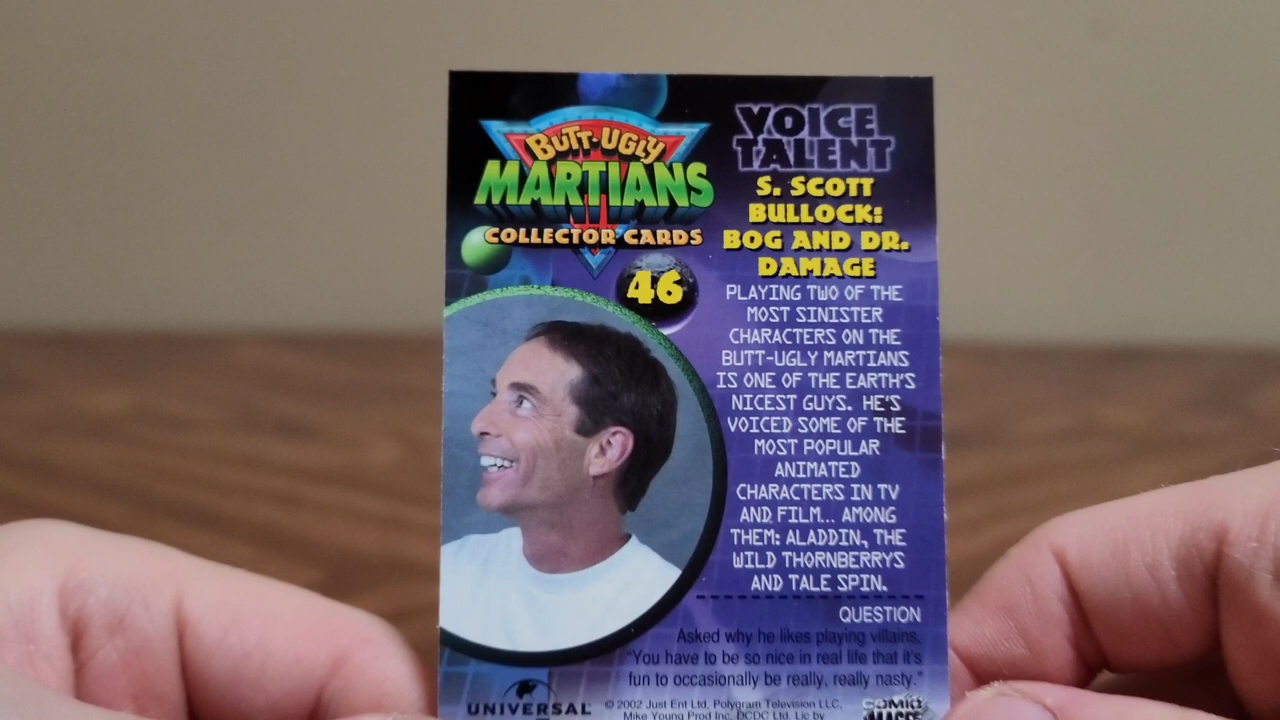 BUTT-UGLY
MARTIANS
COLLECTOR CARDS
46
VOICE
TALENT
S. SCOTT
BULLOCK:
BOG AND DR.
DAMAGE
PLAYING TWO OF THE
MOST SINISTER
CHARACTERS ON THE
BUTT-UGLY MARTIANS
IS ONE OF THE EARTH'S
NICEST GUYS. HE'S
VOICED SOME OF THE
MOST POPULAR
ANIMATED
CHARACTERS IN TV
AND FILM... AMONG
THEM: ALADDIN, THE
WILD THORNBERRYS
AND TALE SPIN.
QUESTION
Asked why he likes playing villains,
"You have to be so nice in real life that it's
fun to occasionally be really, really nasty."
UNIVERSAL
© 2002 Just Ent Ltd, Polygram Television LLC,
Mike Young Prod Inc, DCDC Ltd. Lic by
COMIC
IMAGES